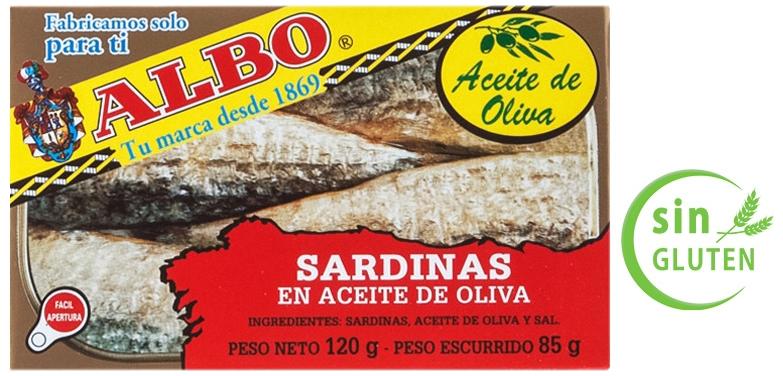 Fabricamos solo
para ti
ALBO®
Tu marca desde 1869
Aceite de
Oliva
SARDINAS
EN ACEITE DE OLIVA
INGREDIENTES: SARDINAS, ACEITE DE OLIVA Y SAL.
PESO NETO 120 g - PESO ESCURRIDO 85 g
FACIL
APERTURA
sin
GLUTEN